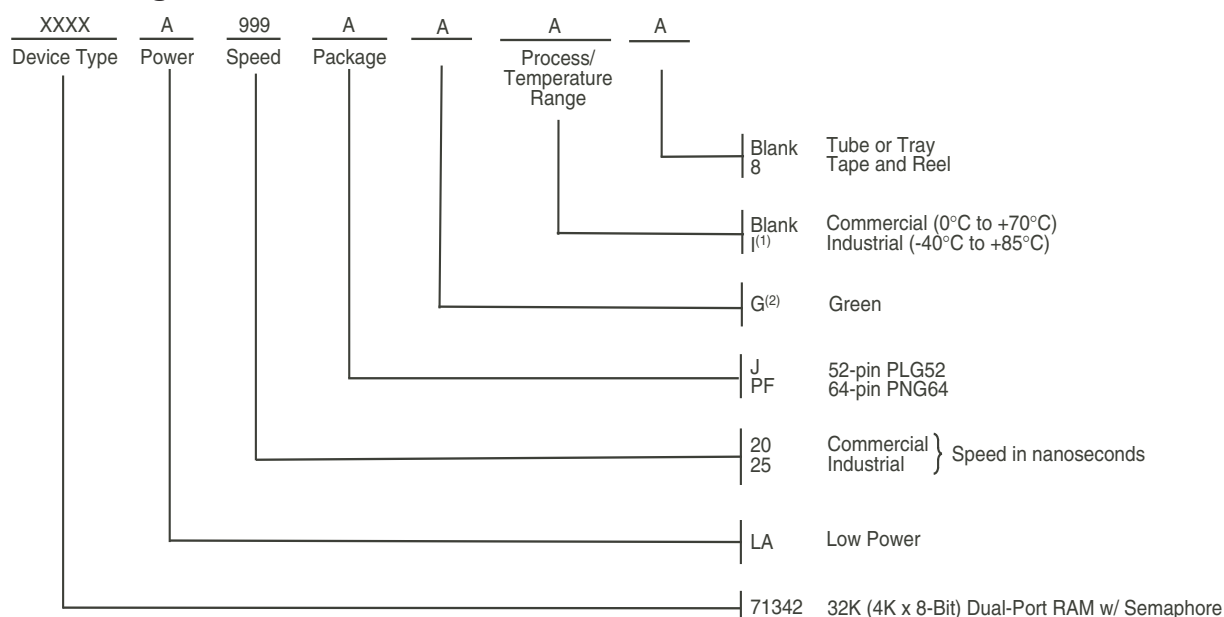 XXXX A 999 A A A A
Device Type Power Speed Package Process/
Temperature
Range
Blank Tube or Tray
8 Tape and Reel
Blank Commercial (0°C to +70°C)
I(1) Industrial (-40°C to +85°C)
G(2) Green
J 52-pin PLG52
PF 64-pin PNG64
20 Commercial
25 Industrial
} Speed in nanoseconds
LA Low Power
71342 32K (4K x 8-Bit) Dual-Port RAM w/ Semaphore